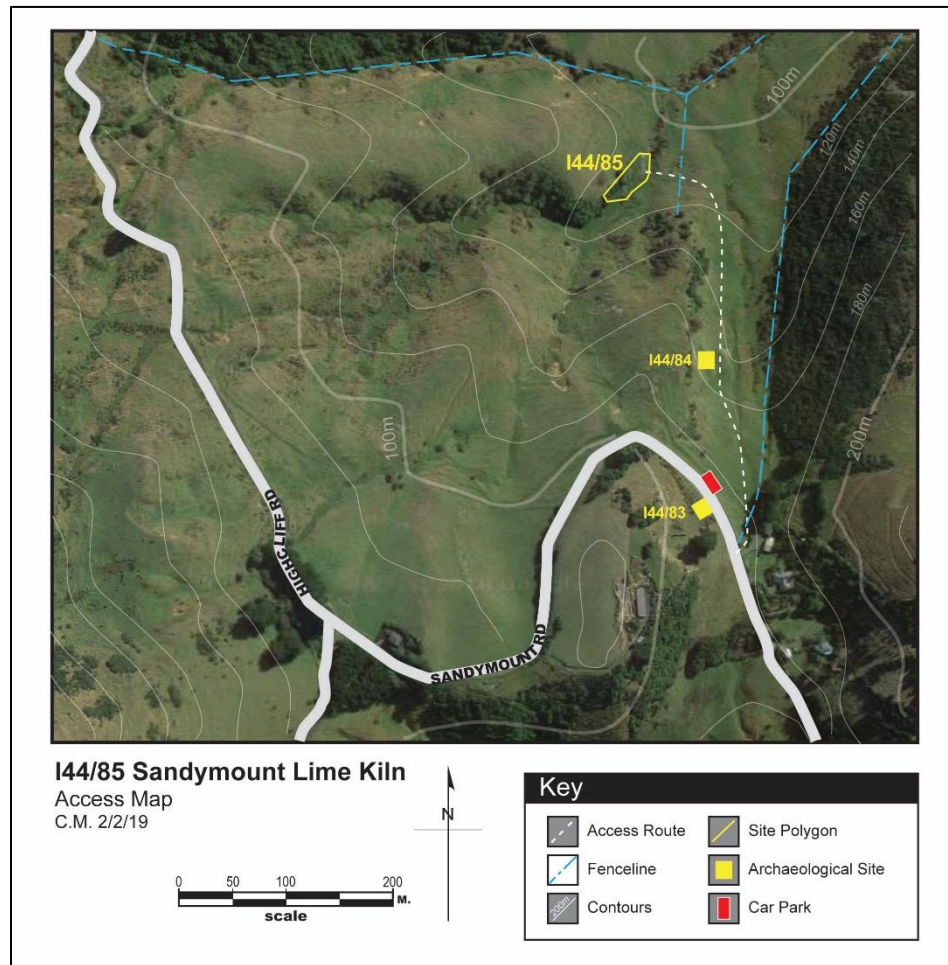 100m
120m
140m
160m
180m
200m
I44/85
I44/84
100m
I44/83
HIGHCLIFF RD
SANDYMOUNT RD
I44/85 Sandymount Lime Kiln
Access Map
C.M. 2/2/19
N
0 50 100 200 M.
scale
Key
Access Route
Site Polygon
Fenceline
Archaeological Site
200m
Contours
Car Park